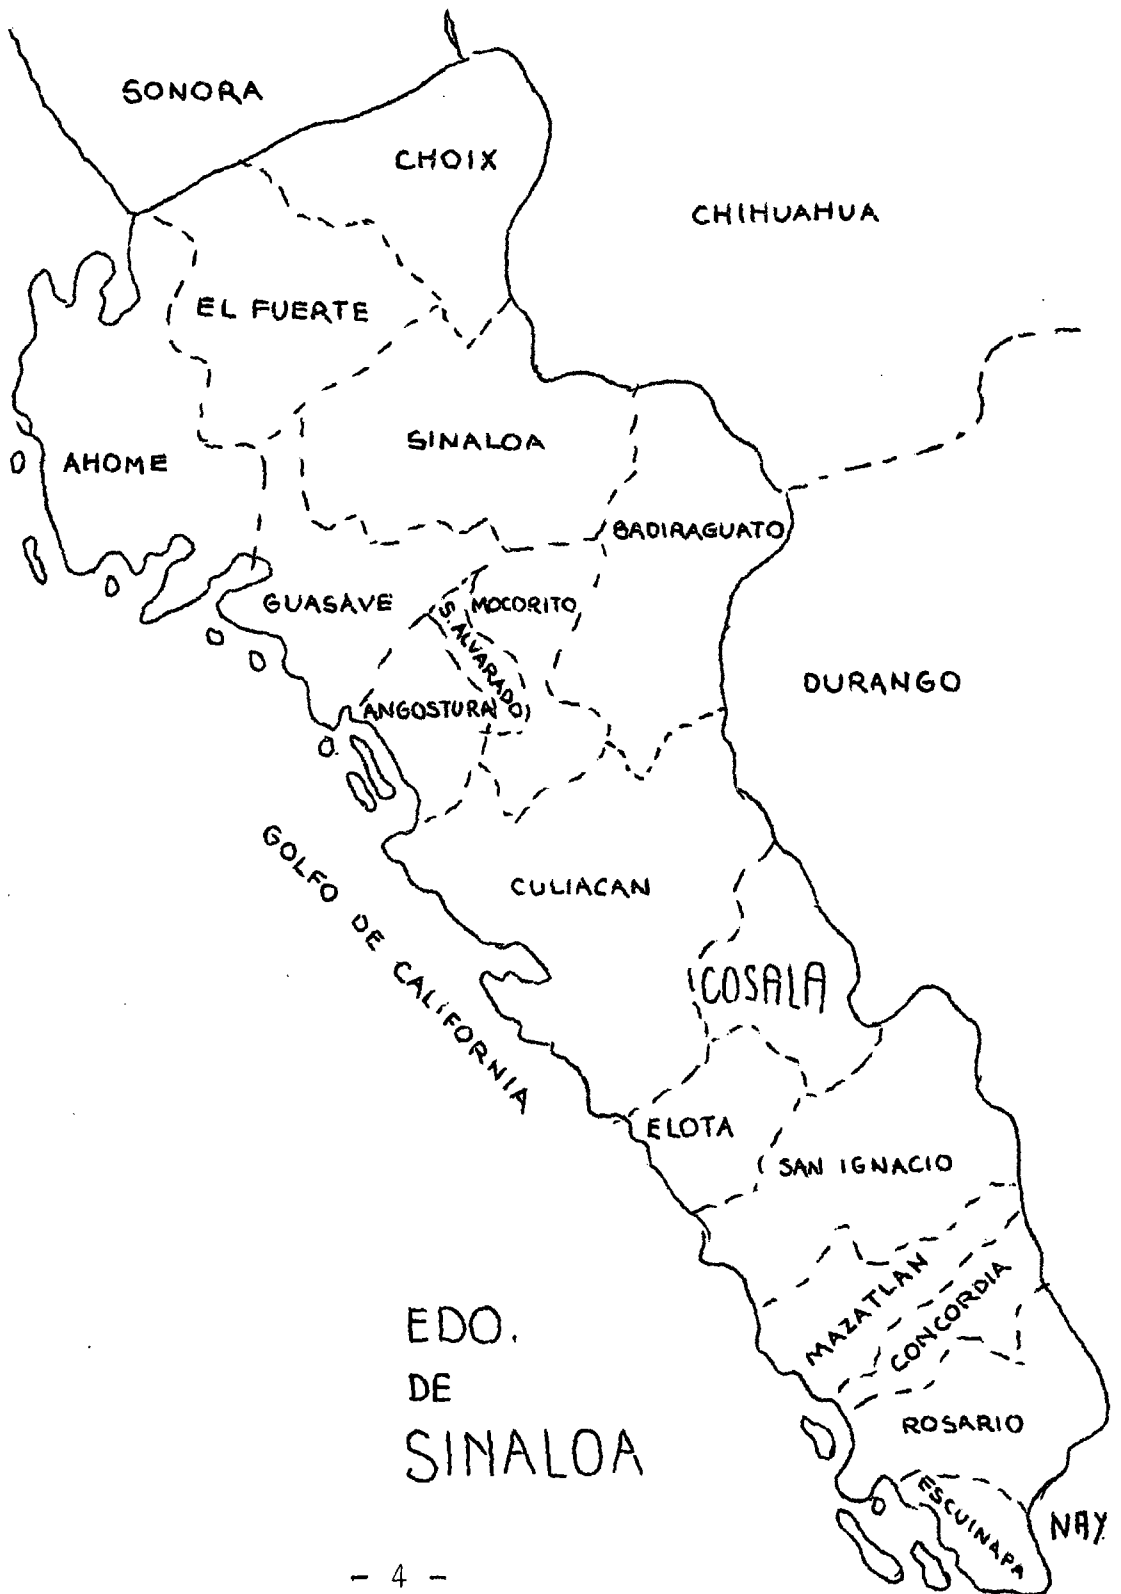 SONORA
CHOIX
CHIHUAHUA
EL FUERTE
SINALOA
AHOME
BADIRAGUATO
GUASAVE
MOCORITO
S. ALVARADO
ANGOSTURA
DURANGO
GOLFO DE CALIFORNIA
CULIACAN
COSALA
ELOTA
SAN IGNACIO
MAZATLAN
CONCORDIA
EDO.
DE
SINALOA
ROSARIO
ESCUINAPA
NAY.
- 4 -